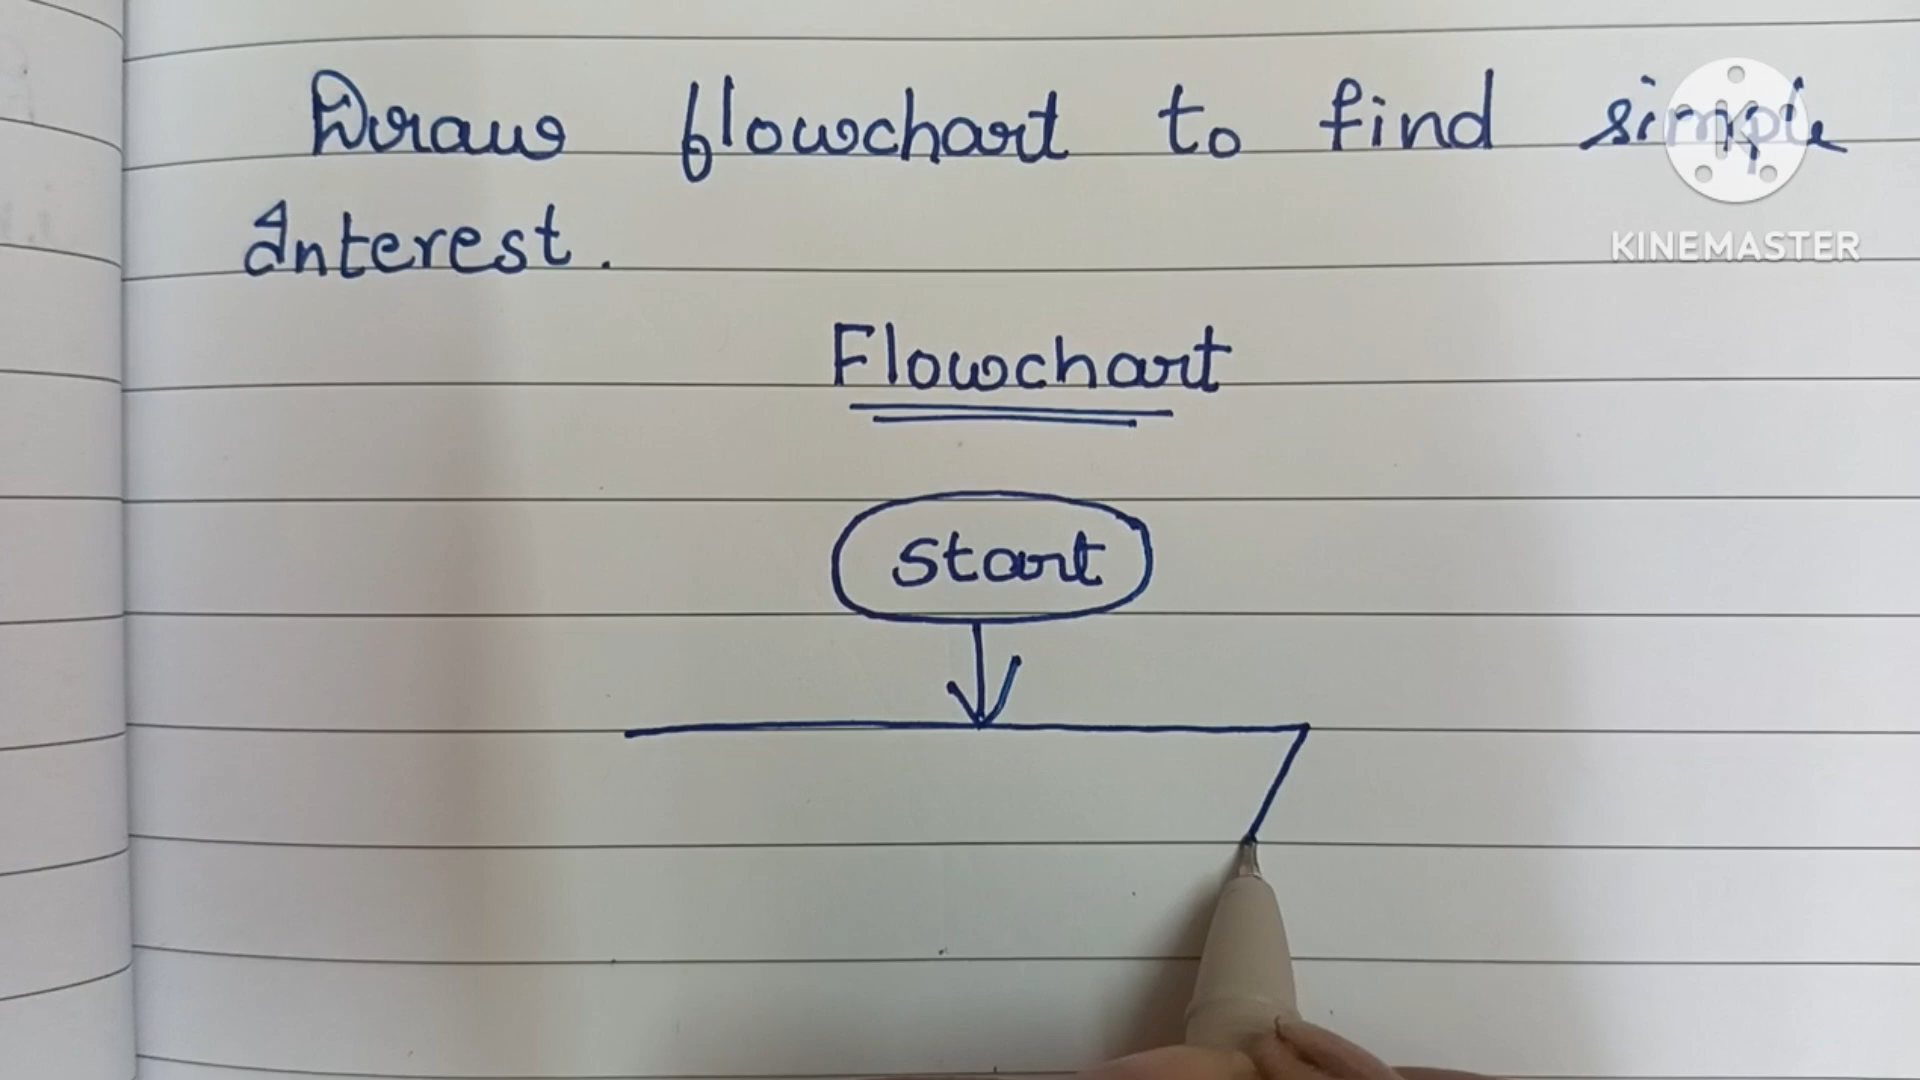 Draw flowchart to find simple
Interest.
KINEMASTER
Flowchart
Start